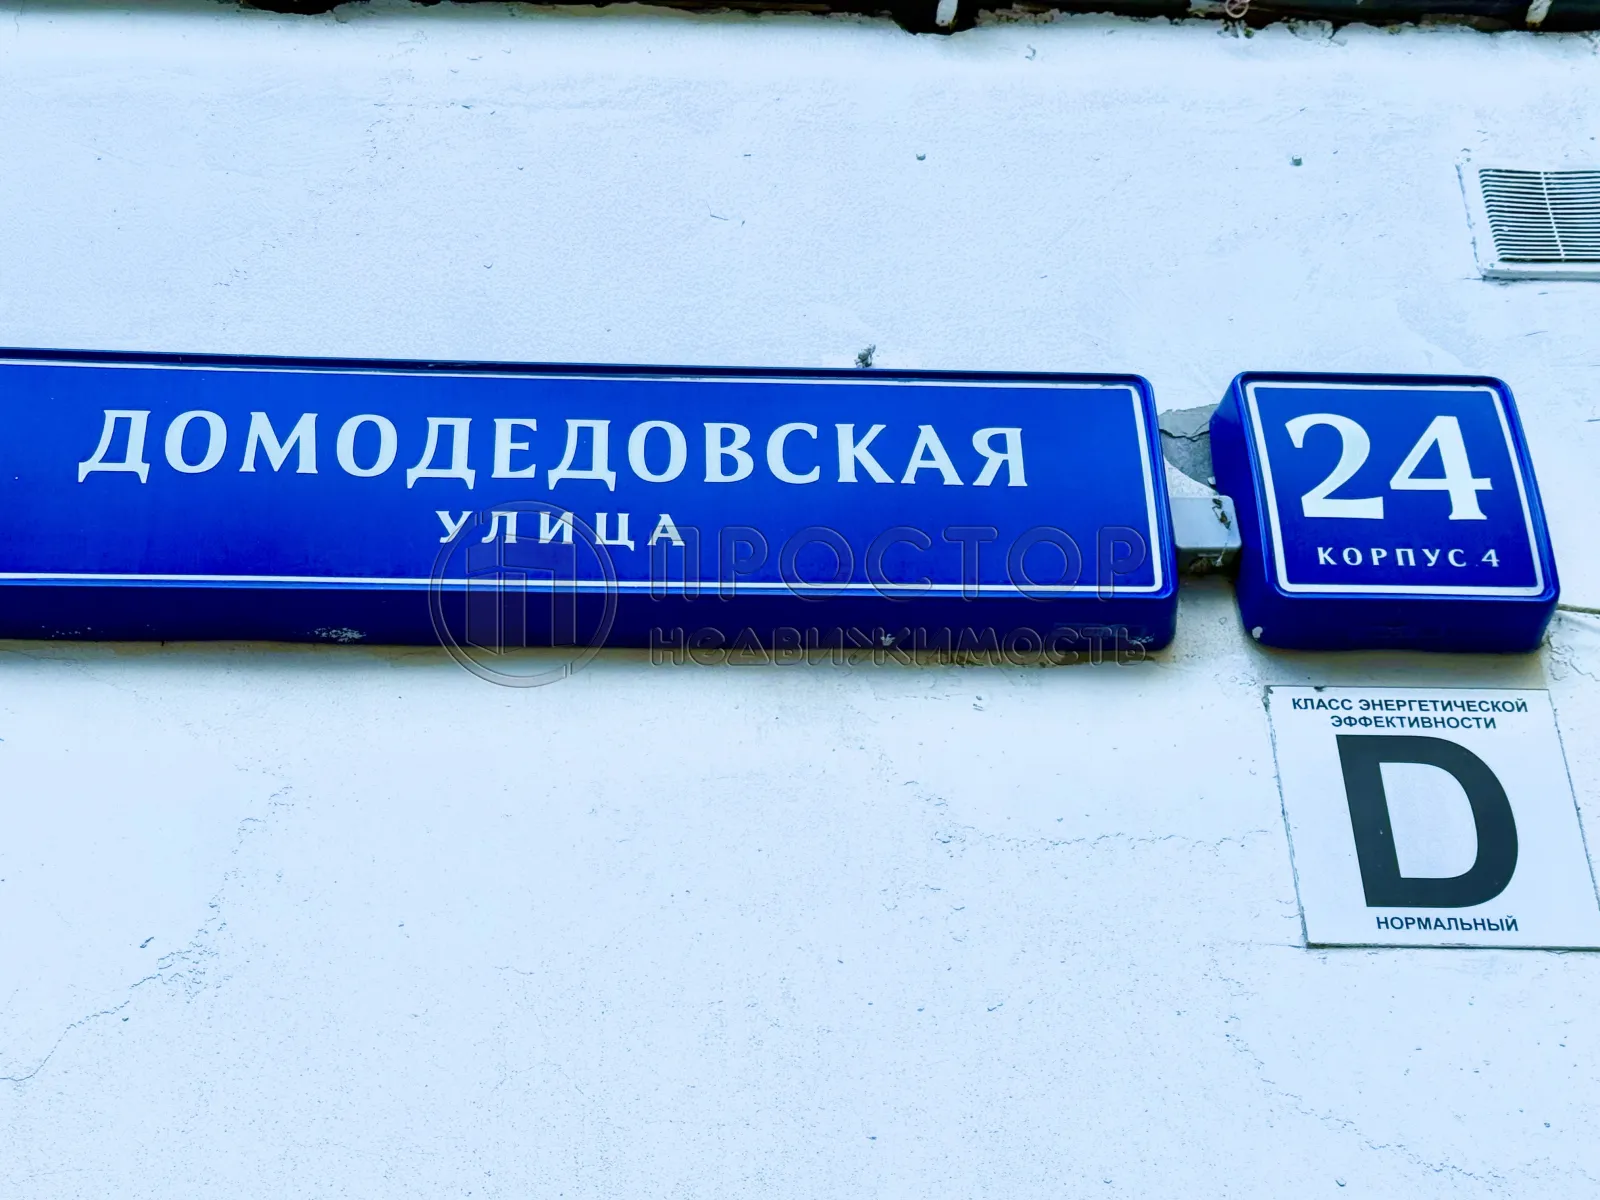 ДОМОДЕДОВСКАЯ
УЛИЦА
24
КОРПУС 4
ПРОСТОР
НЕДВИЖИМОСТЬ
КЛАСС ЭНЕРГЕТИЧЕСКОЙ
ЭФФЕКТИВНОСТИ
D
НОРМАЛЬНЫЙ